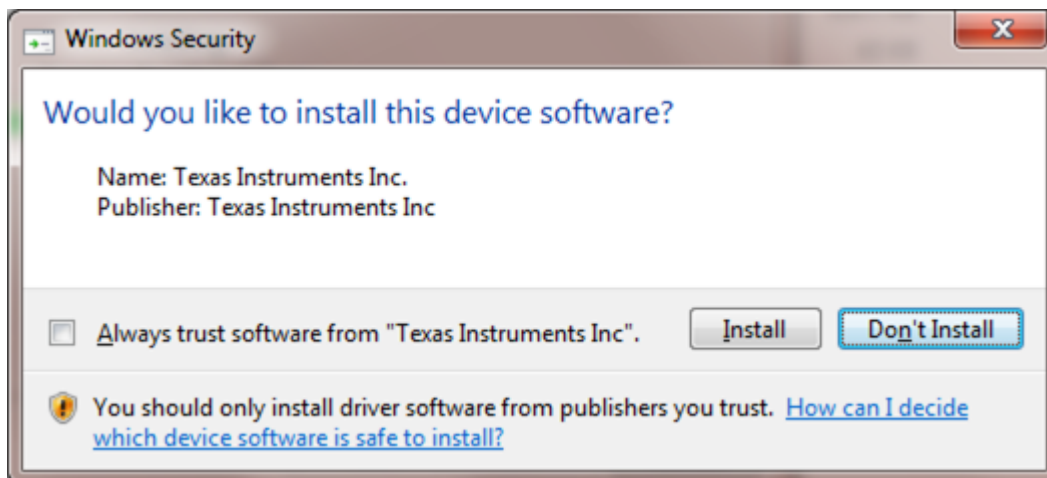 Windows Security
Would you like to install this device software?
Name: Texas Instruments Inc.
Publisher: Texas Instruments Inc
Always trust software from "Texas Instruments Inc".
Install
Don't Install
You should only install driver software from publishers you trust. How can I decide
which device software is safe to install?